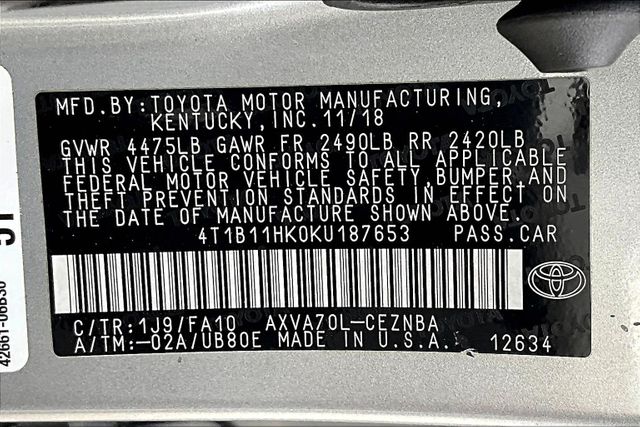 MFD.BY:TOYOTA MOTOR MANUFACTURING,
KENTUCKY,INC.11/18
GVWR 4475LB GAWR FR 2490LB RR 2420LB
THIS VEHICLE CONFORMS TO ALL APPLICABLE
FEDERAL MOTOR VEHICLE SAFETY,BUMPER,AND
THEFT PREVENTION STANDARDS IN EFFECT ON
THE DATE OF MANUFACTURE SHOWN ABOVE.
4T1B11HK0KU187653 PASS.CAR
C/TR:1J9/FA10 AXVA70L-CEZNBA
A/TM:-02A/UB80E MADE IN U.S.A. 12634
42661-06B30